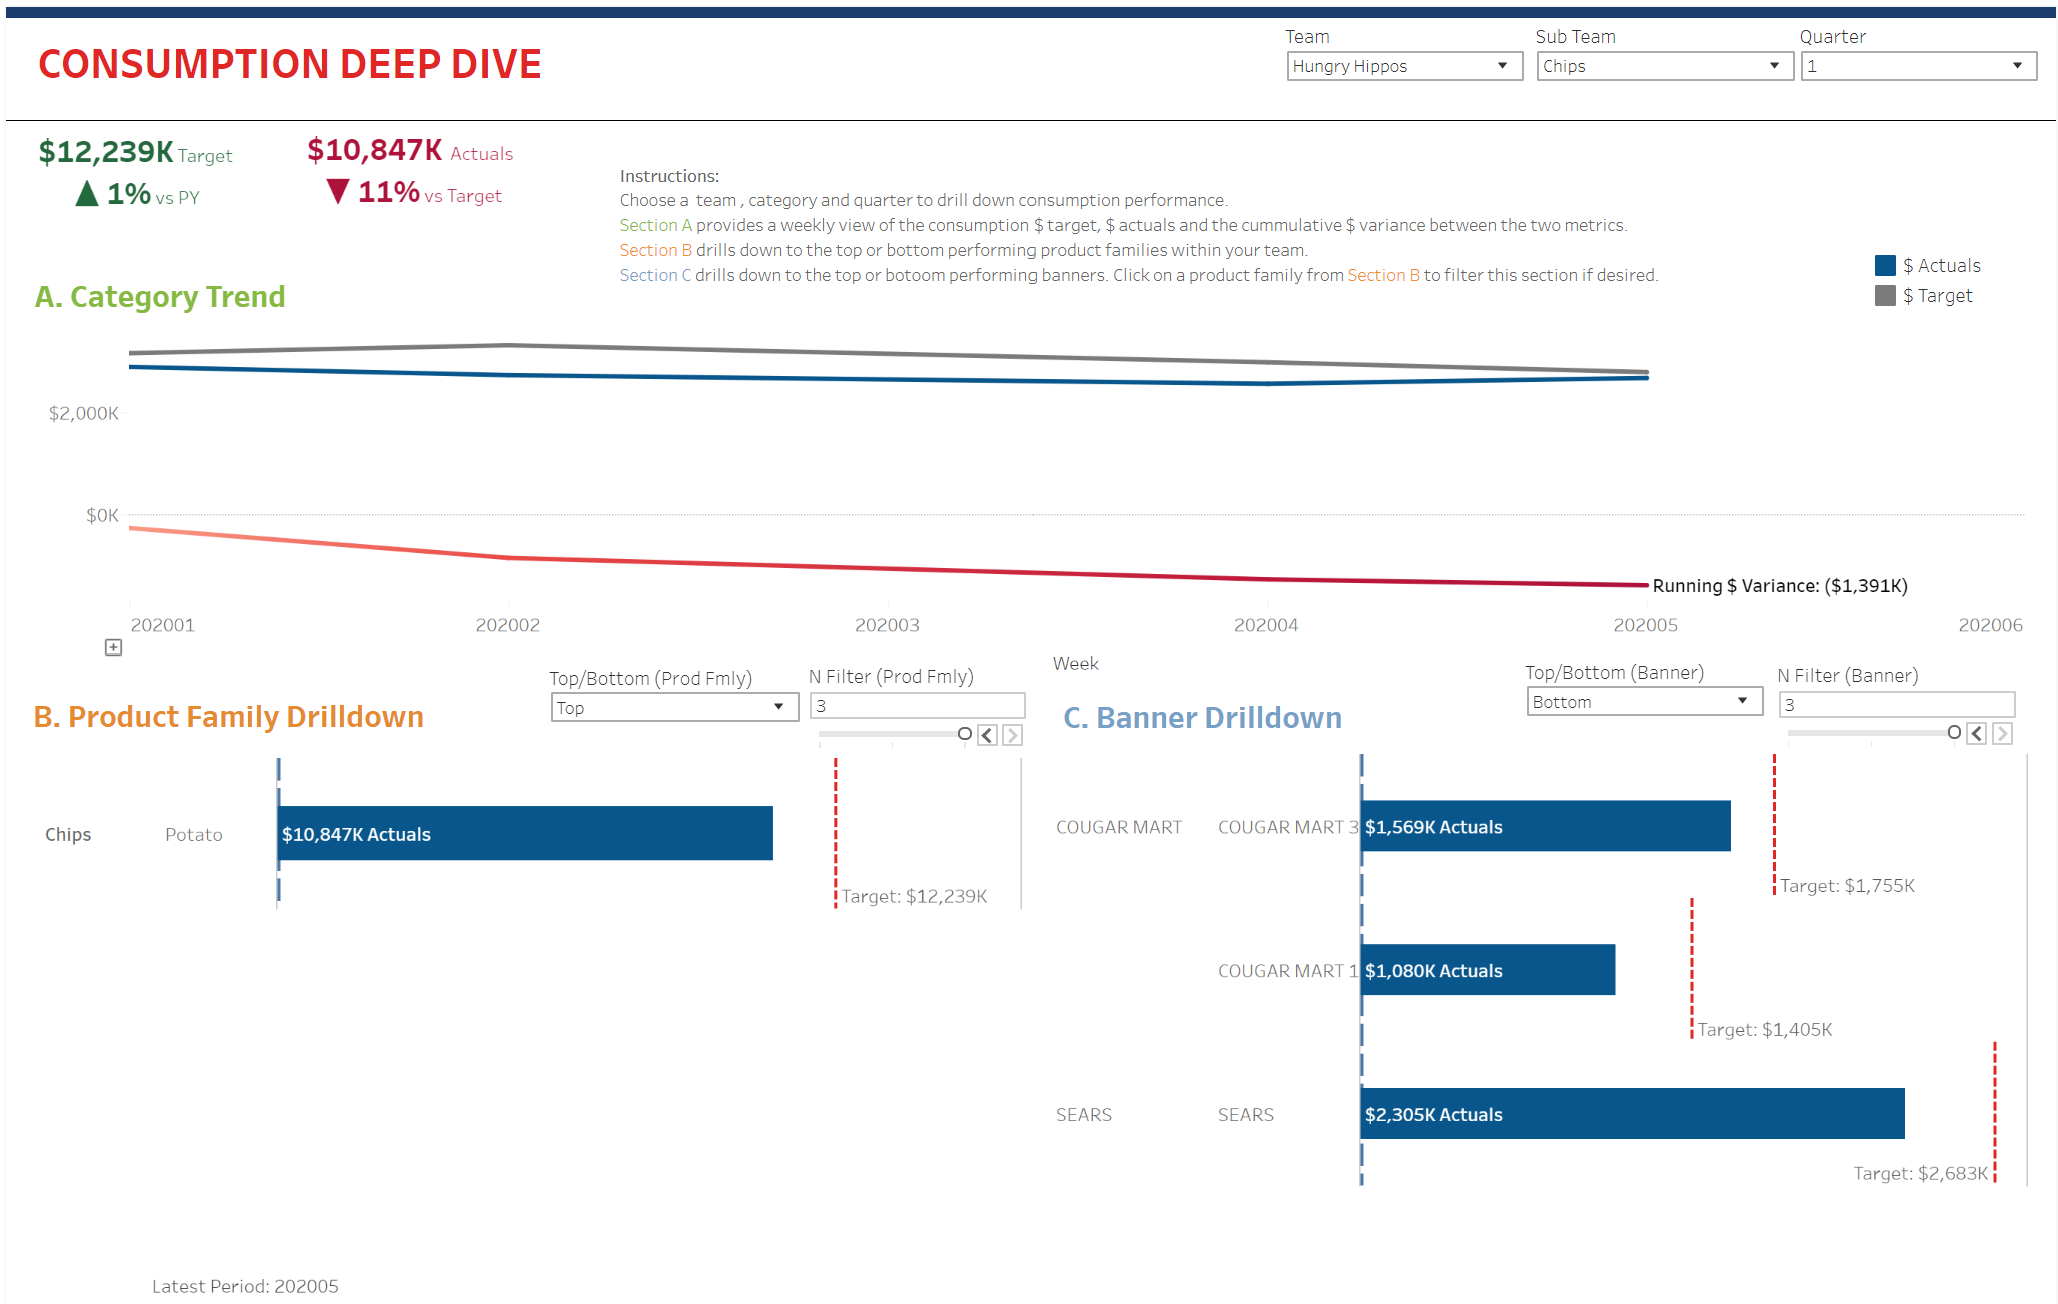 CONSUMPTION DEEP DIVE
Team
Sub Team
Quarter
Hungry Hippos
Chips
1
$12,239K Target
▲ 1% vs PY
$10,847K Actuals
▼ 11% vs Target
Instructions:
Choose a  team , category and quarter to drill down consumption performance.
Section A provides a weekly view of the consumption $ target, $ actuals and the cummulative $ variance between the two metrics.
Section B drills down to the top or bottom performing product families within your team.
Section C drills down to the top or botoom performing banners. Click on a product family from Section B to filter this section if desired.
$ Actuals
$ Target
A. Category Trend
$2,000K
$0K
Running $ Variance: ($1,391K)
202001
202002
202003
202004
202005
202006
Week
B. Product Family Drilldown
Top/Bottom (Prod Fmly)
Top
N Filter (Prod Fmly)
3
Chips
Potato
$10,847K Actuals
Target: $12,239K
C. Banner Drilldown
Top/Bottom (Banner)
Bottom
N Filter (Banner)
3
COUGAR MART
COUGAR MART 3
$1,569K Actuals
Target: $1,755K
COUGAR MART 1
$1,080K Actuals
Target: $1,405K
SEARS
SEARS
$2,305K Actuals
Target: $2,683K
Latest Period: 202005